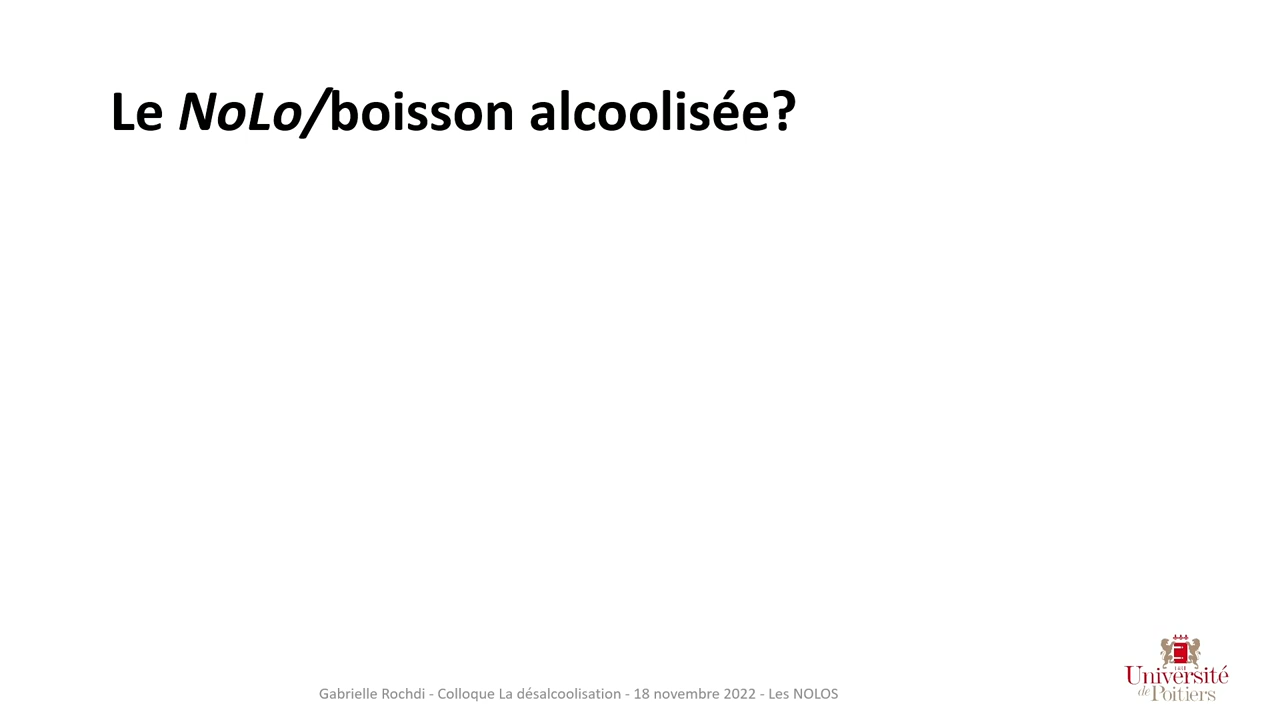 Le NoLo/boisson alcoolisée?
Gabrielle Rochdi - Colloque La désalcoolisation - 18 novembre 2022 - Les NOLOS
Université
de Poitiers